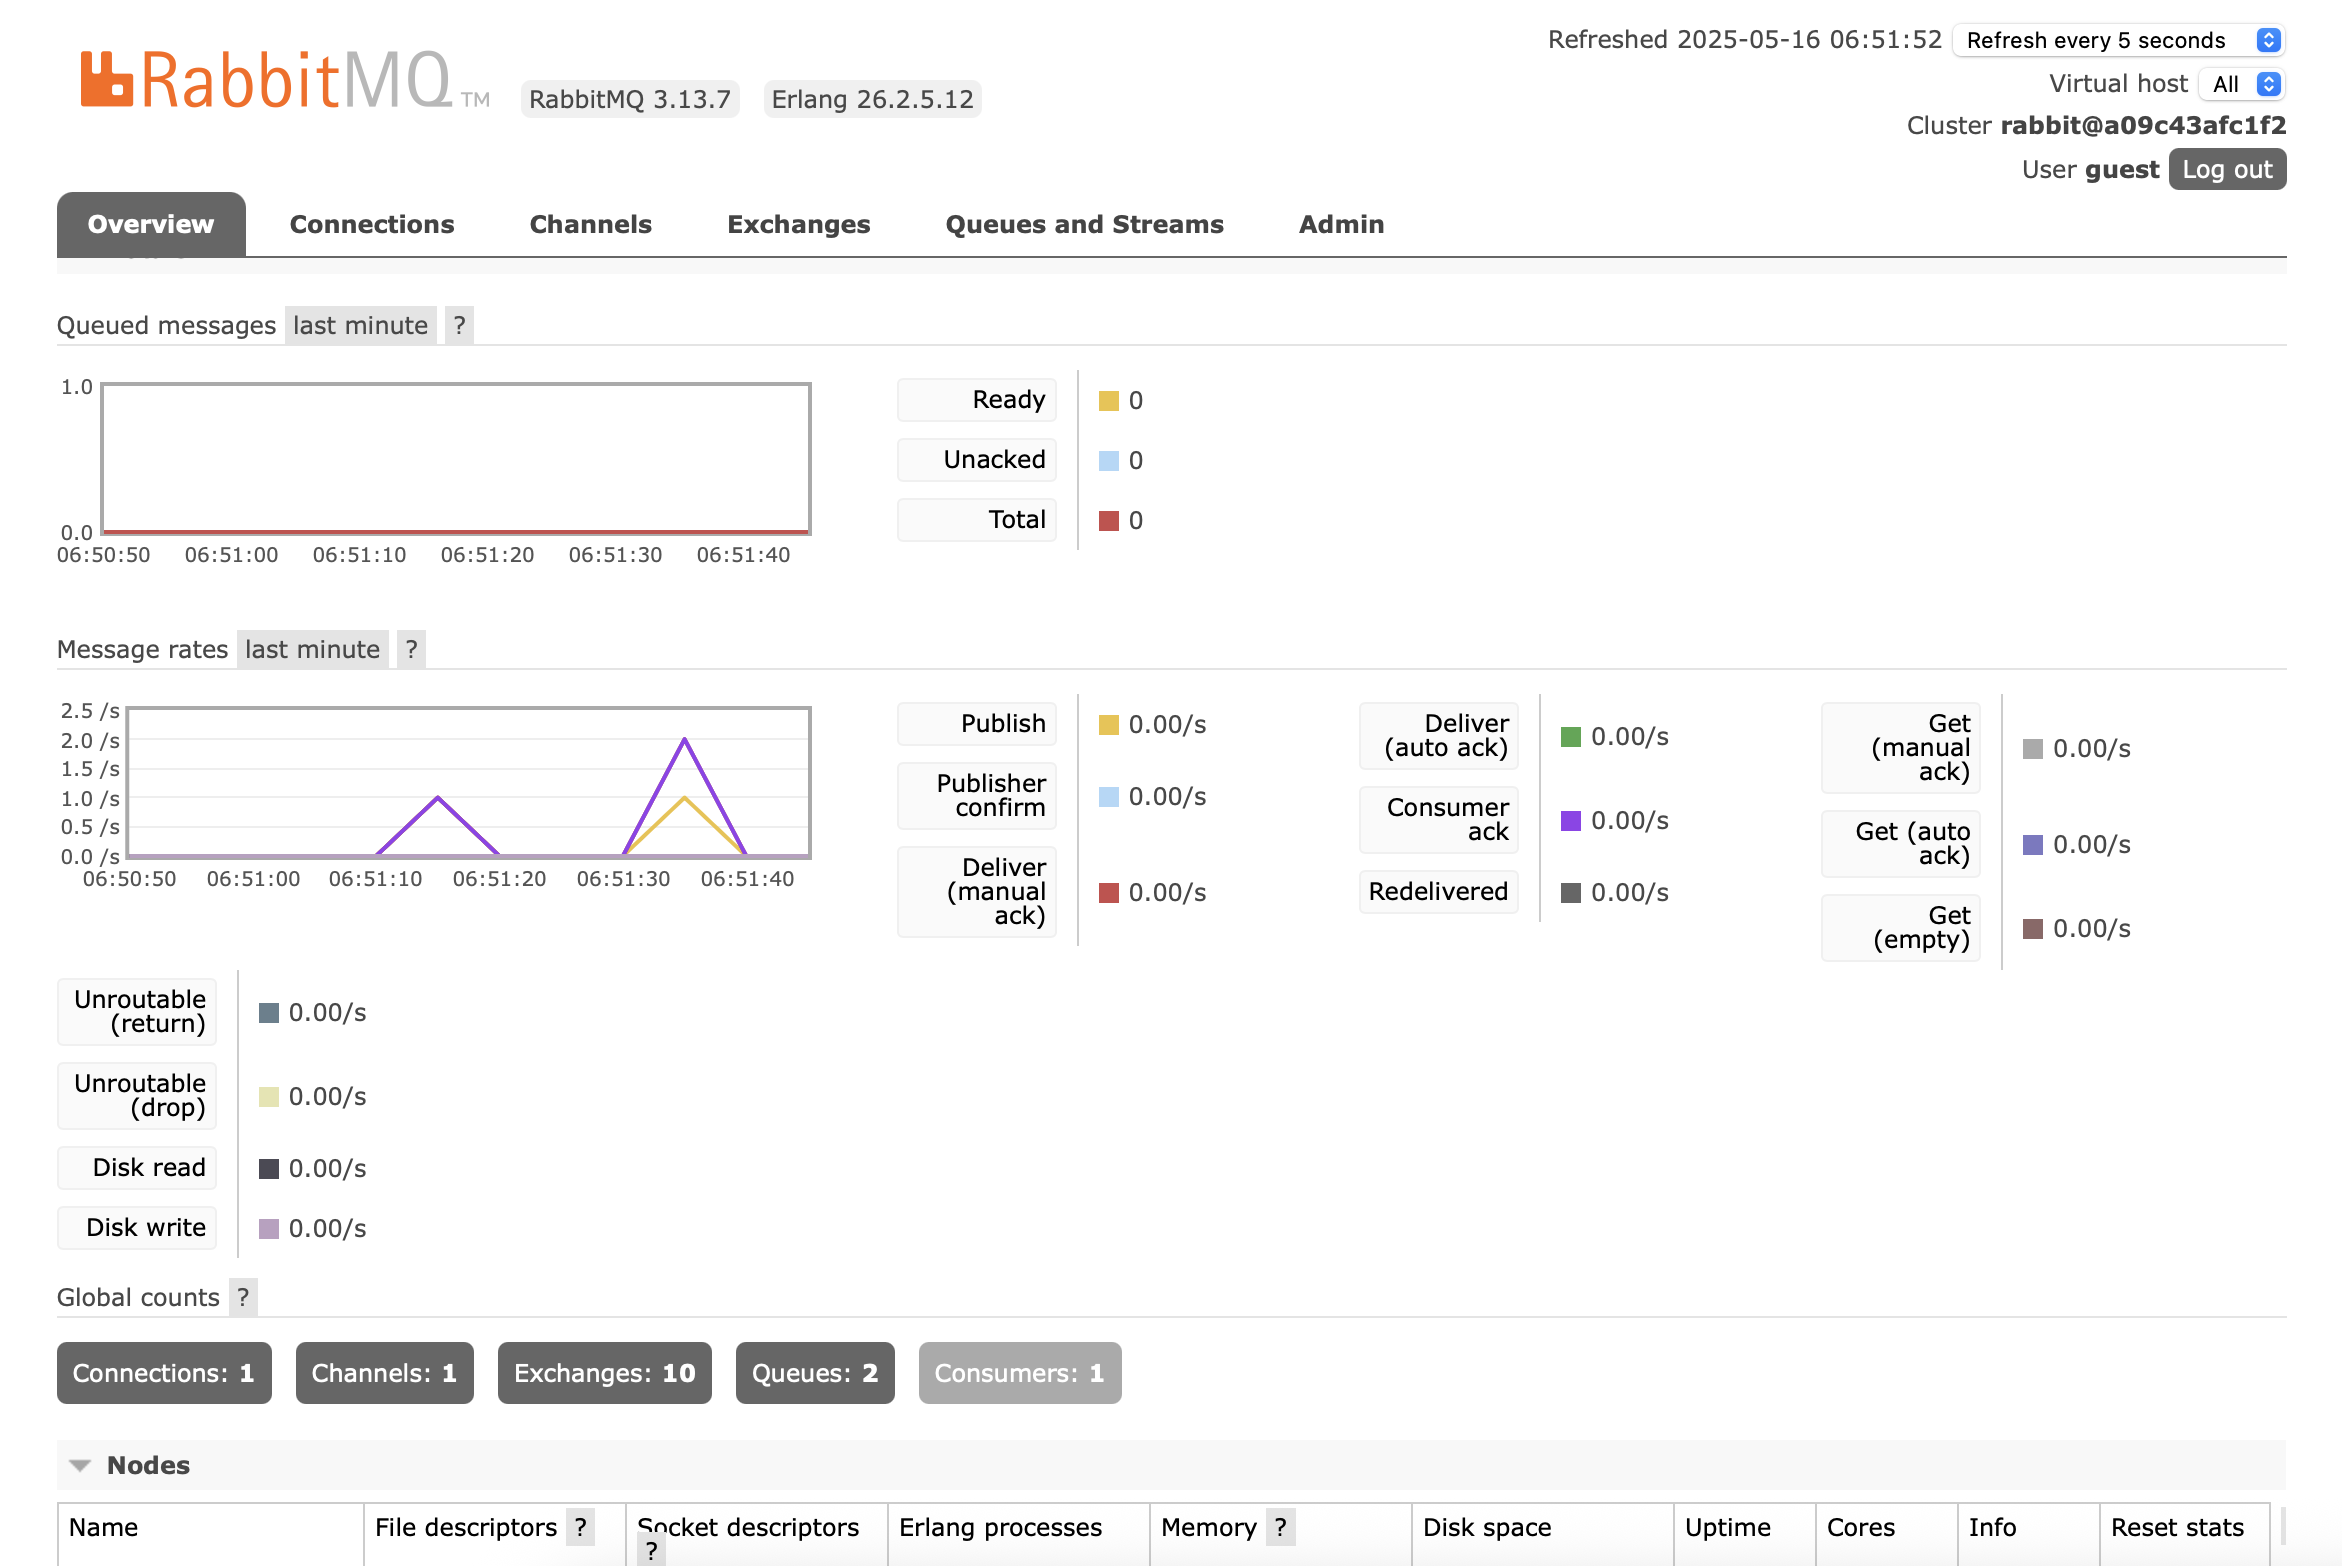 Refreshed 2025-05-16 06:51:52 Refresh every 5 seconds
RabbitMQ TM RabbitMQ 3.13.7 Erlang 26.2.5.12
Virtual host All
Cluster rabbit@a09c43afc1f2
User guest Log out
Overview Connections Channels Exchanges Queues and Streams Admin
Queued messages last minute ?
1.0
0.0
06:50:50 06:51:00 06:51:10 06:51:20 06:51:30 06:51:40
Ready 0
Unacked 0
Total 0
Message rates last minute ?
2.5 /s
2.0 /s
1.5 /s
1.0 /s
0.5 /s
0.0 /s
06:50:50 06:51:00 06:51:10 06:51:20 06:51:30 06:51:40
Publish 0.00/s
Publisher
confirm 0.00/s
Deliver
(manual
ack) 0.00/s
Deliver
(auto ack) 0.00/s
Consumer
ack 0.00/s
Redelivered 0.00/s
Get
(manual
ack) 0.00/s
Get (auto
ack) 0.00/s
Get
(empty) 0.00/s
Unroutable
(return) 0.00/s
Unroutable
(drop) 0.00/s
Disk read 0.00/s
Disk write 0.00/s
Global counts ?
Connections: 1 Channels: 1 Exchanges: 10 Queues: 2 Consumers: 1
Nodes
Name File descriptors ? Socket descriptors ? Erlang processes Memory ? Disk space Uptime Cores Info Reset stats